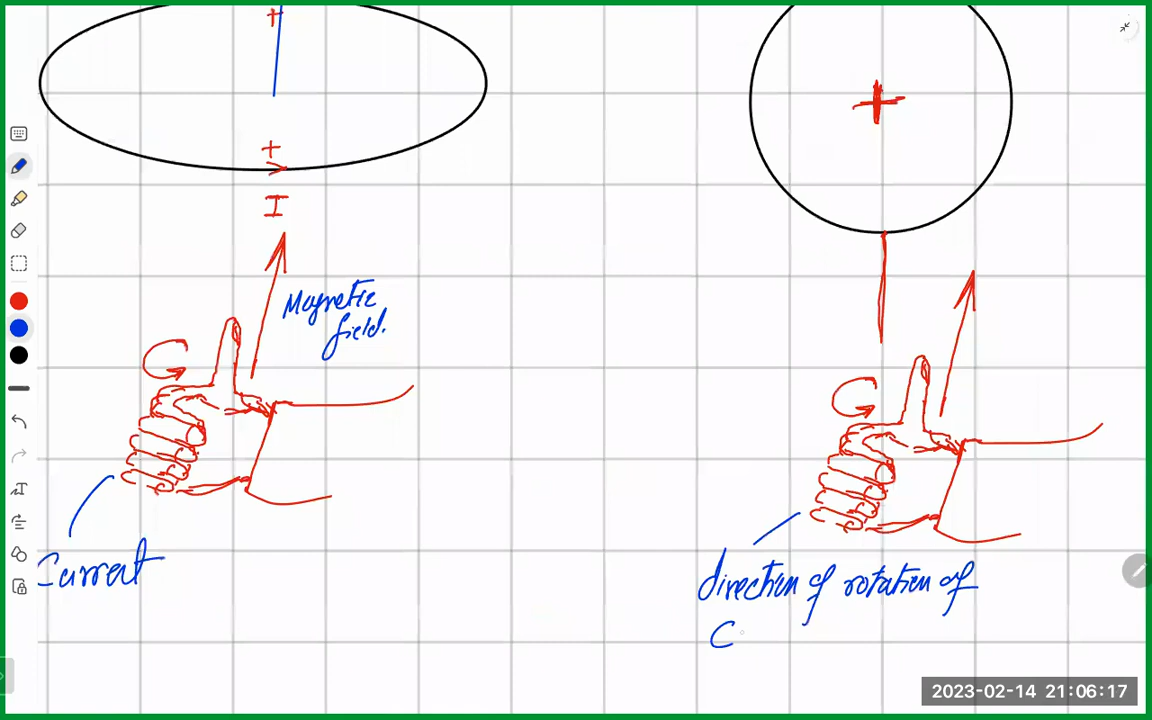 +
+
I
Magnetic
field.
Current
+
direction of rotation of
C
2023-02-14 21:06:17